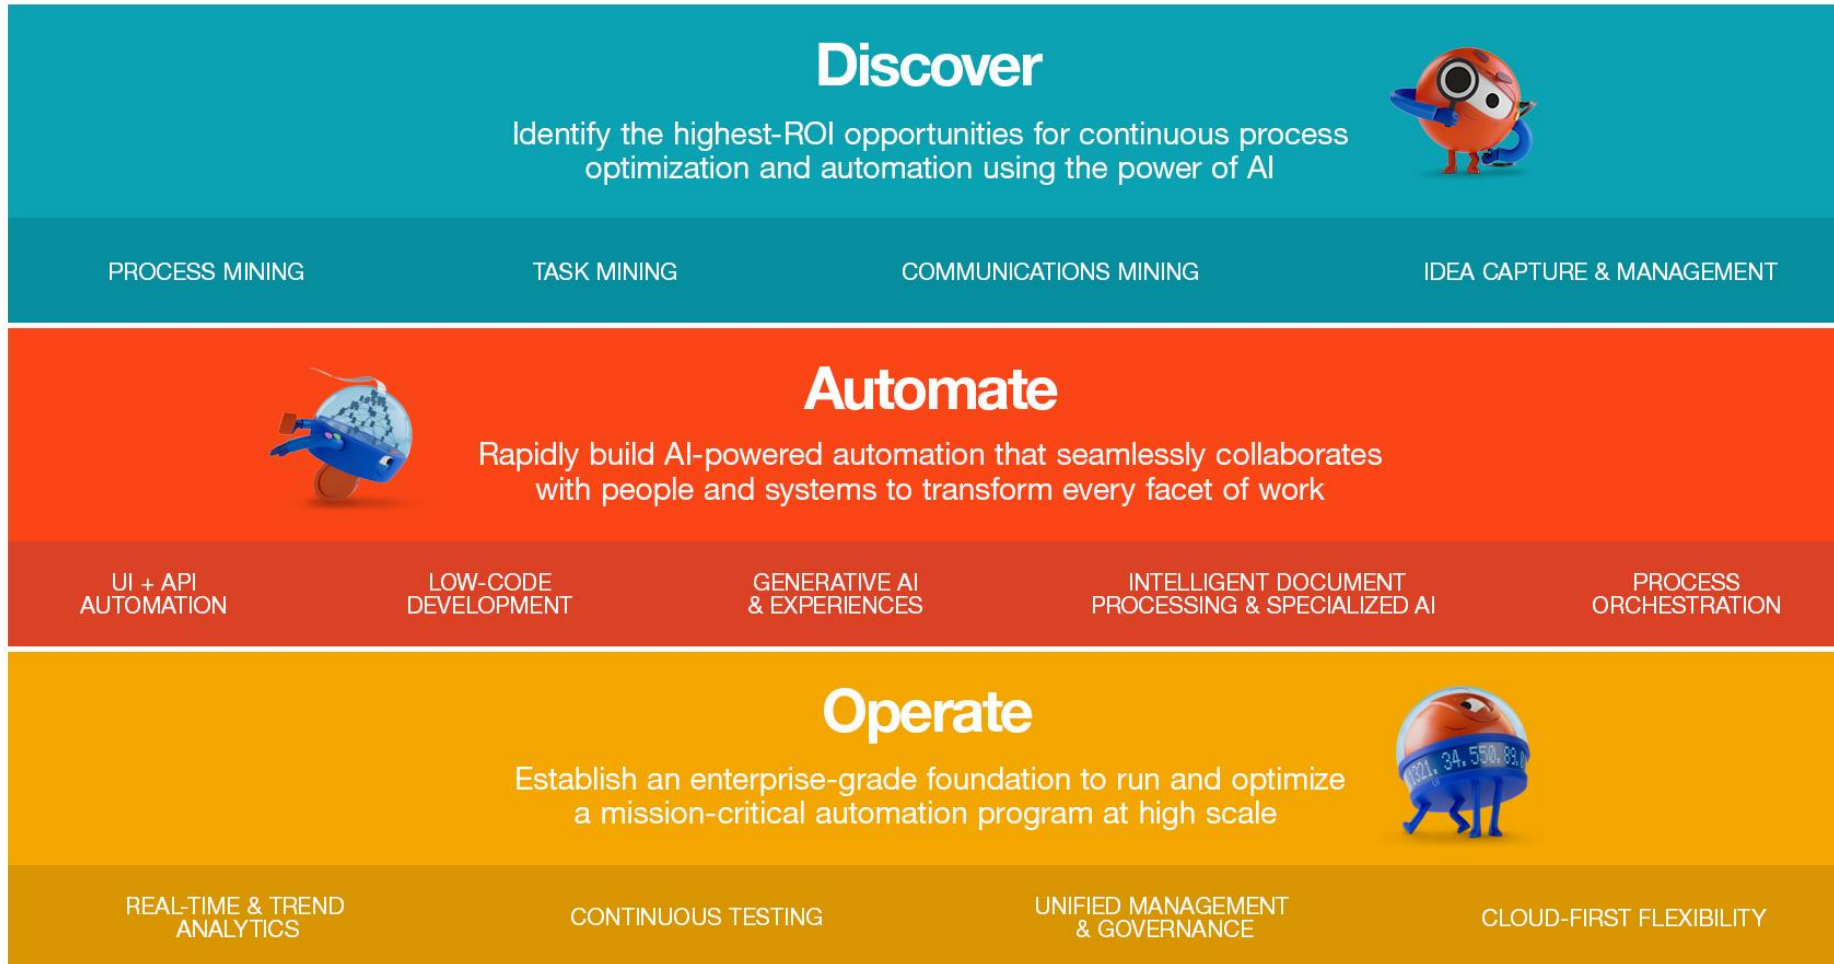 Discover
Identify the highest-ROI opportunities for continuous process
optimization and automation using the power of AI
PROCESS MINING
TASK MINING
COMMUNICATIONS MINING
IDEA CAPTURE & MANAGEMENT
Automate
Rapidly build AI-powered automation that seamlessly collaborates
with people and systems to transform every facet of work
UI + API
AUTOMATION
LOW-CODE
DEVELOPMENT
GENERATIVE AI
& EXPERIENCES
INTELLIGENT DOCUMENT
PROCESSING & SPECIALIZED AI
PROCESS
ORCHESTRATION
Operate
Establish an enterprise-grade foundation to run and optimize
a mission-critical automation program at high scale
321. 34. 550. 89.
REAL-TIME & TREND
ANALYTICS
CONTINUOUS TESTING
UNIFIED MANAGEMENT
& GOVERNANCE
CLOUD-FIRST FLEXIBILITY